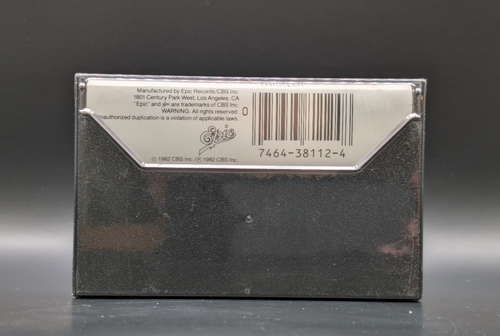 Manufactured by Epic Records/CBS Inc.
1801 Century Park West, Los Angeles, CA
"Epic" and are trademarks of CBS Inc.
WARNING: All rights reserved.
unauthorized duplication is a violation of applicable laws.
0
Epic
7464-38112-4
© 1982 CBS Inc./℗ 1982 CBS Inc.